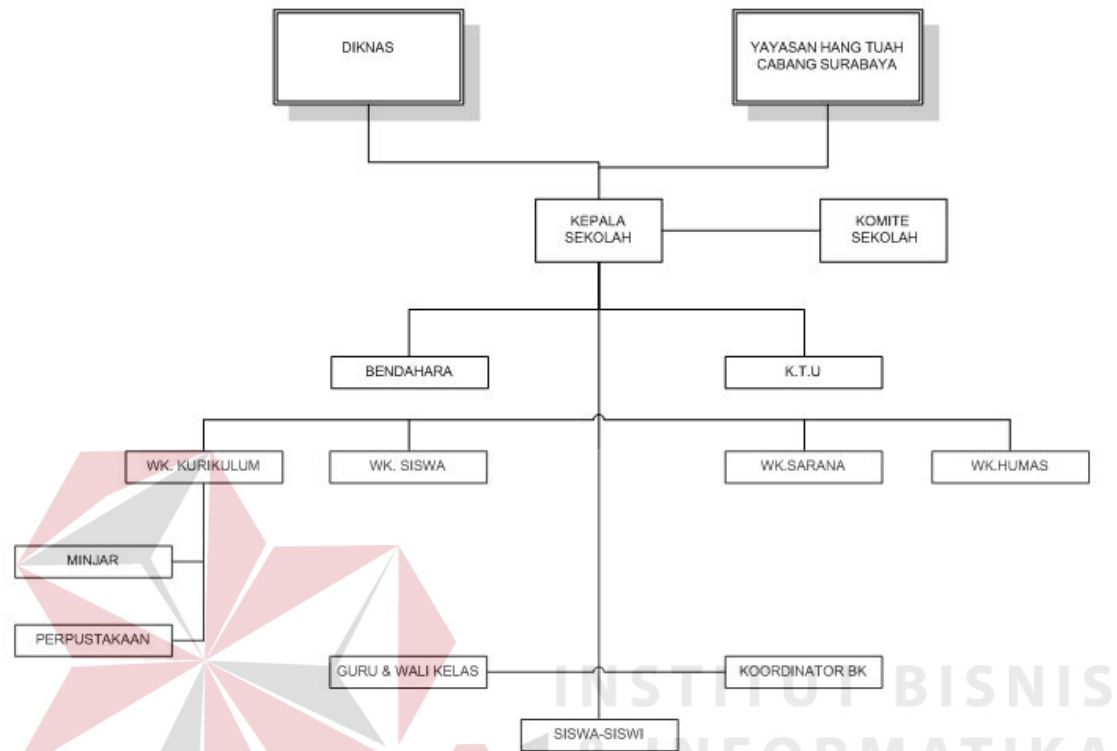 DIKNAS
YAYASAN HANG TUAH
CABANG SURABAYA
KEPALA
SEKOLAH
KOMITE
SEKOLAH
BENDAHARA
K.T.U
WK. KURIKULUM
WK. SISWA
WK.SARANA
WK.HUMAS
MINJAR
PERPUSTAKAAN
GURU & WALI KELAS
KOORDINATOR BK
INSTITUT BISNIS
SISWA-SISWI
& INFORMATIKA